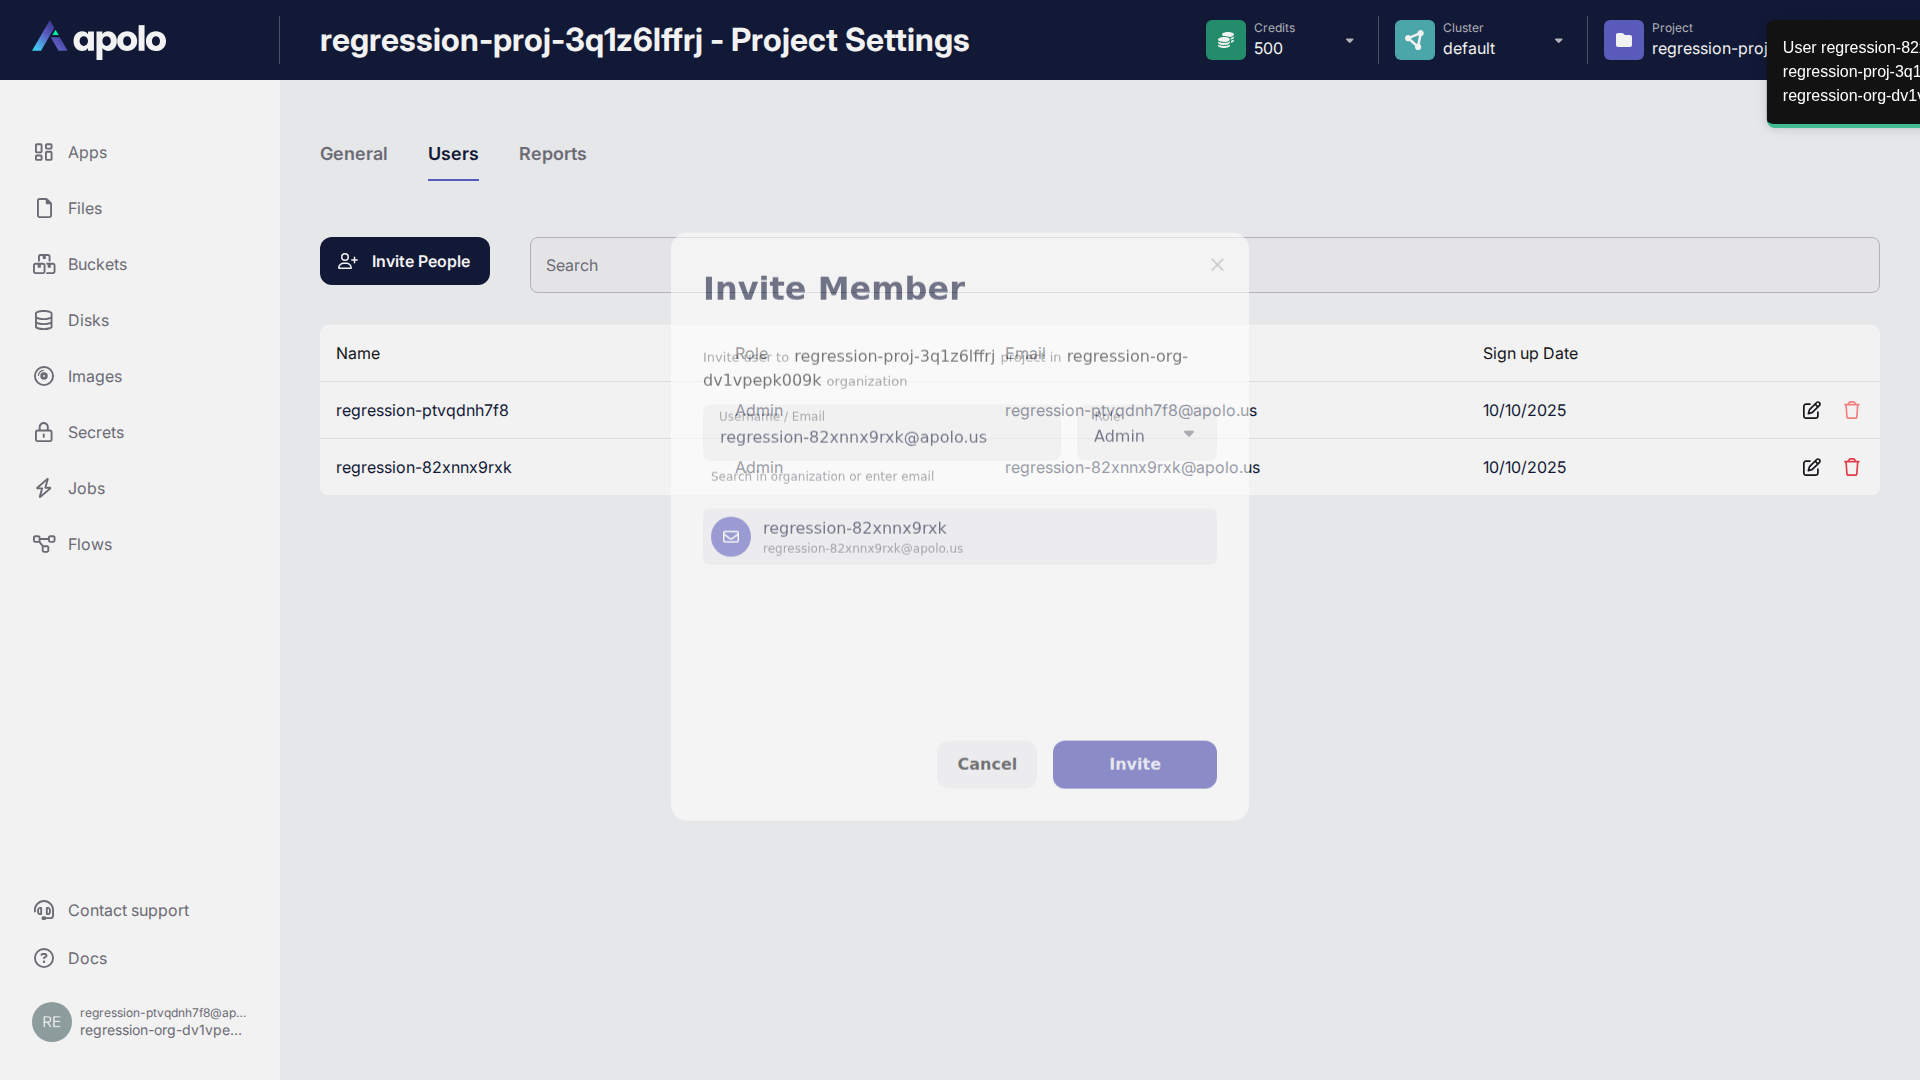 apolo
regression-proj-3q1z6lffrj - Project Settings
Credits
500
Cluster
default
Project
regression-proj
User regression-82
regression-proj-3q1
regression-org-dv1v
Apps
Files
Buckets
Disks
Images
Secrets
Jobs
Flows
Contact support
Docs
RE
regression-ptvqdnh7f8@ap...
regression-org-dv1vpe...
General
Users
Reports
Invite People
Search
Name
Role
Email
Sign up Date
regression-ptvqdnh7f8
Admin
regression-ptvqdnh7f8@apolo.us
10/10/2025
regression-82xnnx9rxk
Admin
regression-82xnnx9rxk@apolo.us
10/10/2025
Invite Member
Invite user to regression-proj-3q1z6lffrj project in regression-org-
dv1vpepk009k organization
Username / Email
regression-82xnnx9rxk@apolo.us
Role
Admin
Search in organization or enter email
regression-82xnnx9rxk
regression-82xnnx9rxk@apolo.us
Cancel
Invite